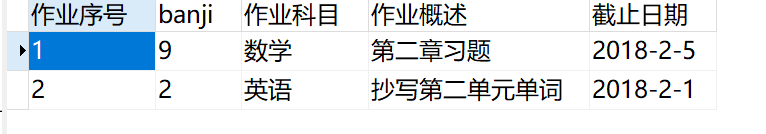 作业序号 banji 作业科目 作业概述 截止日期
1 9 数学 第二章习题 2018-2-5
2 2 英语 抄写第二单元单词 2018-2-1